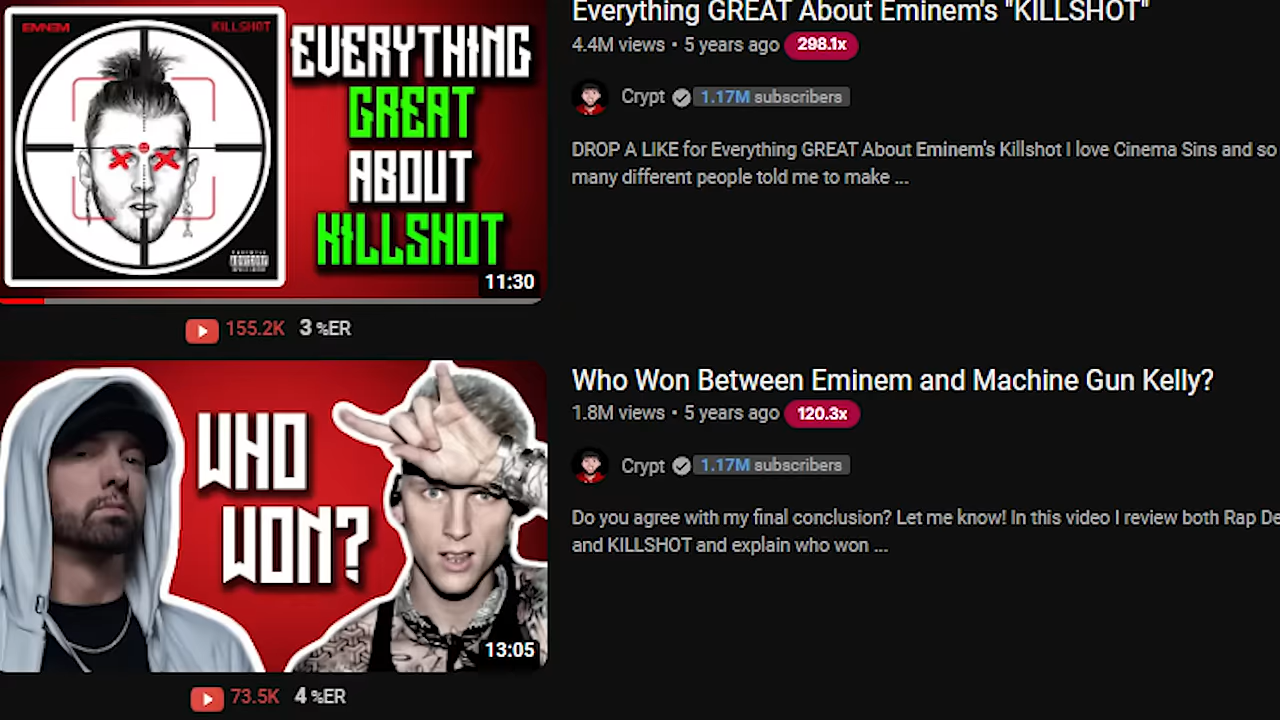 EMINEM
KILLSHOT
EVERYTHING
GREAT
ABOUT
KILLSHOT
11:30
155.2K 3 %ER
Everything GREAT About Eminem's "KILLSHOT"
4.4M views • 5 years ago 298.1x
Crypt 1.17M subscribers
DROP A LIKE for Everything GREAT About Eminem's Killshot I love Cinema Sins and so
many different people told me to make ...
WHO
WON?
13:05
73.5K 4 %ER
Who Won Between Eminem and Machine Gun Kelly?
1.8M views • 5 years ago 120.3x
Crypt 1.17M subscribers
Do you agree with my final conclusion? Let me know! In this video I review both Rap De
and KILLSHOT and explain who won ...